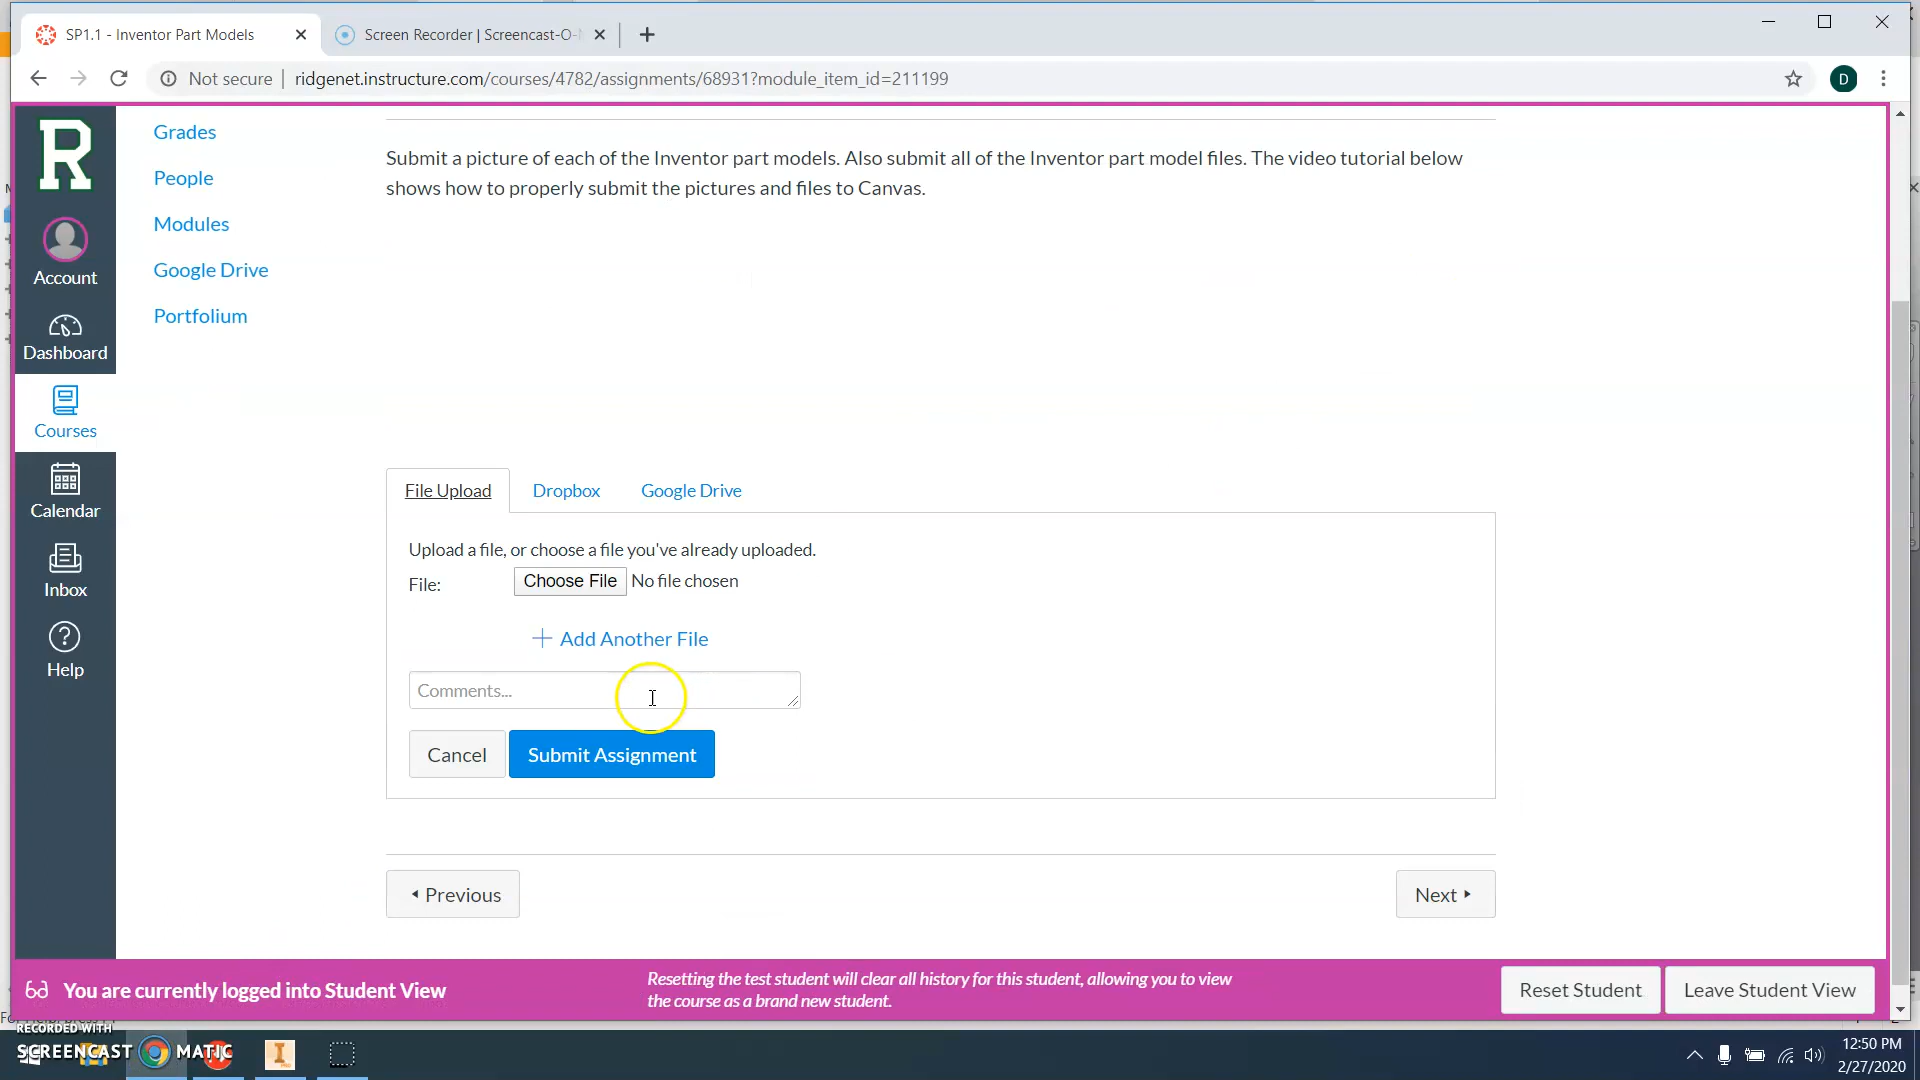 SP1.1 - Inventor Part Models
Screen Recorder | Screencast-O-
Not secure | ridgenet.instructure.com/courses/4782/assignments/68931?module_item_id=211199
D
R
Account
Dashboard
Courses
Calendar
Inbox
Help
Grades
People
Modules
Google Drive
Portfolium
Submit a picture of each of the Inventor part models. Also submit all of the Inventor part model files. The video tutorial below
shows how to properly submit the pictures and files to Canvas.
File Upload Dropbox Google Drive
Upload a file, or choose a file you've already uploaded.
File: Choose File No file chosen
Add Another File
Comments...
Cancel Submit Assignment
Previous Next
You are currently logged into Student View
Resetting the test student will clear all history for this student, allowing you to view
the course as a brand new student.
Reset Student Leave Student View
RECORDED WITH
SCREENCAST MATIC
12:50 PM
2/27/2020